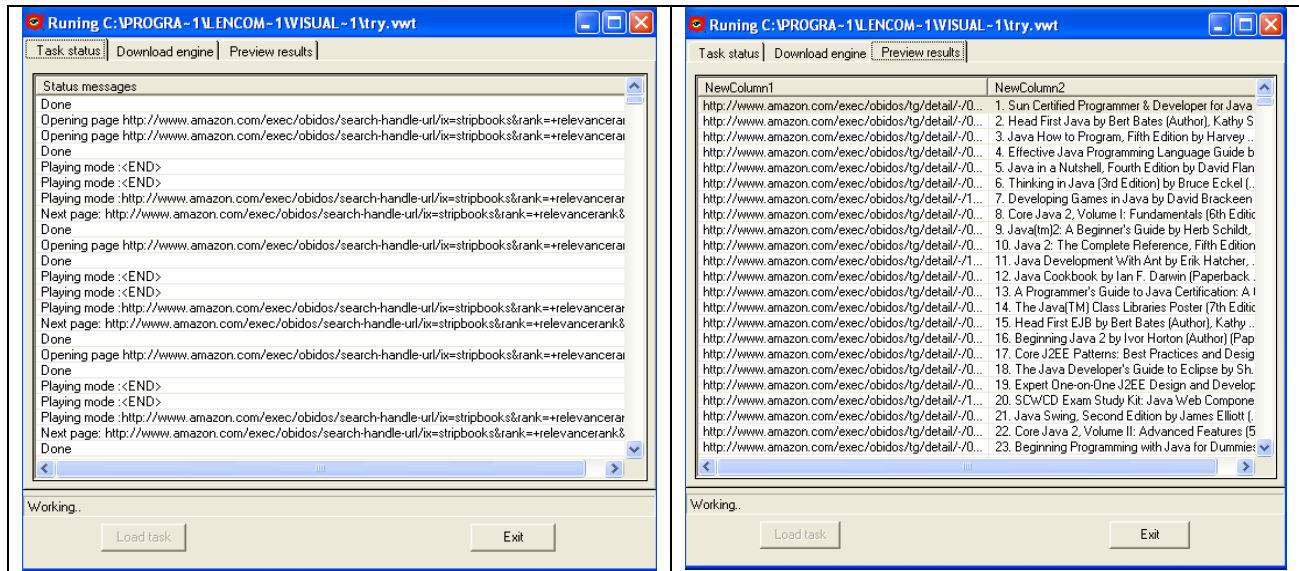 Runing C:\PROGRA~1\LENCOM~1\VISUAL~1\try.vwt
Task status Download engine Preview results
Status messages
Done
Opening page http://www.amazon.com/exec/obidos/search-handle-url/ix=stripbooks&rank=+relevancerar
Opening page http://www.amazon.com/exec/obidos/search-handle-url/ix=stripbooks&rank=+relevancerar
Done
Playing mode :<END>
Playing mode :<END>
Playing mode :http://www.amazon.com/exec/obidos/search-handle-url/ix=stripbooks&rank=+relevancerar
Next page: http://www.amazon.com/exec/obidos/search-handle-url/ix=stripbooks&rank=+relevancerank&
Done
Opening page http://www.amazon.com/exec/obidos/search-handle-url/ix=stripbooks&rank=+relevancerar
Done
Playing mode :<END>
Playing mode :<END>
Playing mode :http://www.amazon.com/exec/obidos/search-handle-url/ix=stripbooks&rank=+relevancerar
Next page: http://www.amazon.com/exec/obidos/search-handle-url/ix=stripbooks&rank=+relevancerank&
Done
Opening page http://www.amazon.com/exec/obidos/search-handle-url/ix=stripbooks&rank=+relevancerar
Done
Playing mode :<END>
Playing mode :<END>
Playing mode :http://www.amazon.com/exec/obidos/search-handle-url/ix=stripbooks&rank=+relevancerar
Next page: http://www.amazon.com/exec/obidos/search-handle-url/ix=stripbooks&rank=+relevancerank&
Done
Working..
Load task Exit
Runing C:\PROGRA~1\LENCOM~1\VISUAL~1\try.vwt
Task status Download engine Preview results
NewColumn1 NewColumn2
http://www.amazon.com/exec/obidos/tg/detail/-/0... 1. Sun Certified Programmer & Developer for Java
http://www.amazon.com/exec/obidos/tg/detail/-/0... 2. Head First Java by Bert Bates (Author), Kathy S
http://www.amazon.com/exec/obidos/tg/detail/-/0... 3. Java How to Program, Fifth Edition by Harvey ..
http://www.amazon.com/exec/obidos/tg/detail/-/0... 4. Effective Java Programming Language Guide b
http://www.amazon.com/exec/obidos/tg/detail/-/0... 5. Java in a Nutshell, Fourth Edition by David Flan
http://www.amazon.com/exec/obidos/tg/detail/-/0... 6. Thinking in Java (3rd Edition) by Bruce Eckel (..
http://www.amazon.com/exec/obidos/tg/detail/-/1... 7. Developing Games in Java by David Brackeen
http://www.amazon.com/exec/obidos/tg/detail/-/0... 8. Core Java 2, Volume I: Fundamentals (6th Editic
http://www.amazon.com/exec/obidos/tg/detail/-/0... 9. Java(tm)2: A Beginner's Guide by Herb Schildt,
http://www.amazon.com/exec/obidos/tg/detail/-/0... 10. Java 2: The Complete Reference, Fifth Edition
http://www.amazon.com/exec/obidos/tg/detail/-/1... 11. Java Development With Ant by Erik Hatcher, .
http://www.amazon.com/exec/obidos/tg/detail/-/0... 12. Java Cookbook by Ian F. Darwin (Paperback .
http://www.amazon.com/exec/obidos/tg/detail/-/0... 13. A Programmer's Guide to Java Certification: A (
http://www.amazon.com/exec/obidos/tg/detail/-/0... 14. The Java(TM) Class Libraries Poster (7th Editic
http://www.amazon.com/exec/obidos/tg/detail/-/0... 15. Head First EJB by Bert Bates (Author), Kathy ..
http://www.amazon.com/exec/obidos/tg/detail/-/0... 16. Beginning Java 2 by Ivor Horton (Author) (Pap
http://www.amazon.com/exec/obidos/tg/detail/-/0... 17. Core J2EE Patterns: Best Practices and Desig
http://www.amazon.com/exec/obidos/tg/detail/-/0... 18. The Java Developer's Guide to Eclipse by Sh..
http://www.amazon.com/exec/obidos/tg/detail/-/0... 19. Expert One-on-One J2EE Design and Develop
http://www.amazon.com/exec/obidos/tg/detail/-/1... 20. SCWCD Exam Study Kit: Java Web Compone
http://www.amazon.com/exec/obidos/tg/detail/-/0... 21. Java Swing, Second Edition by James Elliott (.
http://www.amazon.com/exec/obidos/tg/detail/-/0... 22. Core Java 2, Volume II: Advanced Features (5
http://www.amazon.com/exec/obidos/tg/detail/-/0... 23. Beginning Programming with Java for Dummies
Working..
Load task Exit